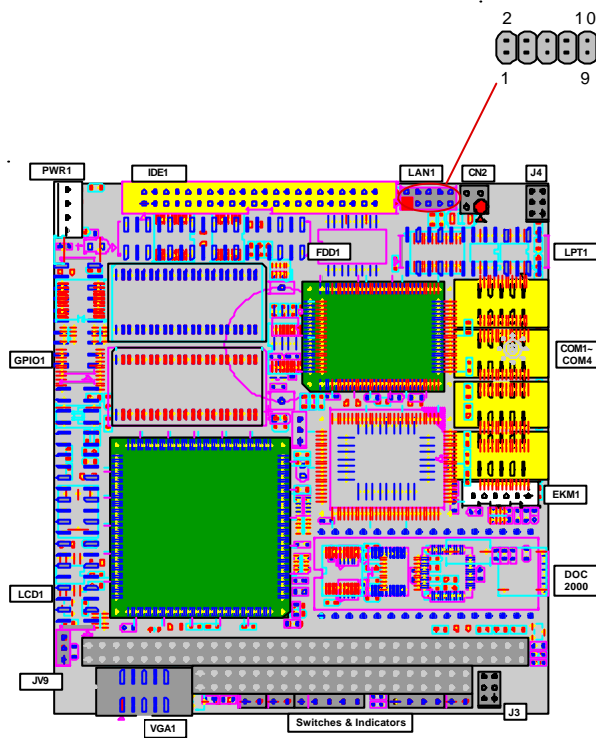 2 10
1 9
PWR1
IDE1
LAN1
CN2
J4
FDD1
LPT1
GPIO1
COM1~
COM4
EKM1
LCD1
DOC
2000
JV9
VGA1
Switches & Indicators
J3